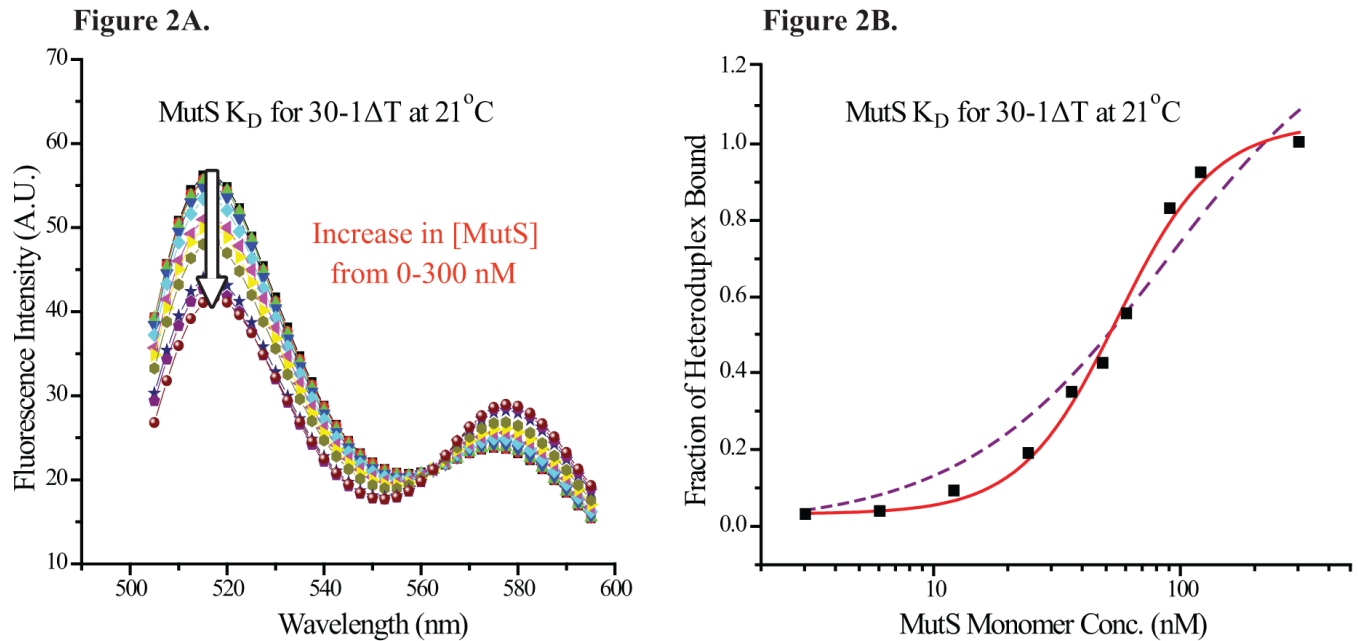 Figure 2A.
70
60
50
40
30
20
10
Fluorescence Intensity (A.U.)
MutS K_D for 30-1ΔT at 21°C
Increase in [MutS]
from 0-300 nM
500
520
540
560
580
600
Wavelength (nm)
Figure 2B.
1.2
1.0
0.8
0.6
0.4
0.2
0.0
Fraction of Heteroduplex Bound
MutS K_D for 30-1ΔT at 21°C
10
100
MutS Monomer Conc. (nM)